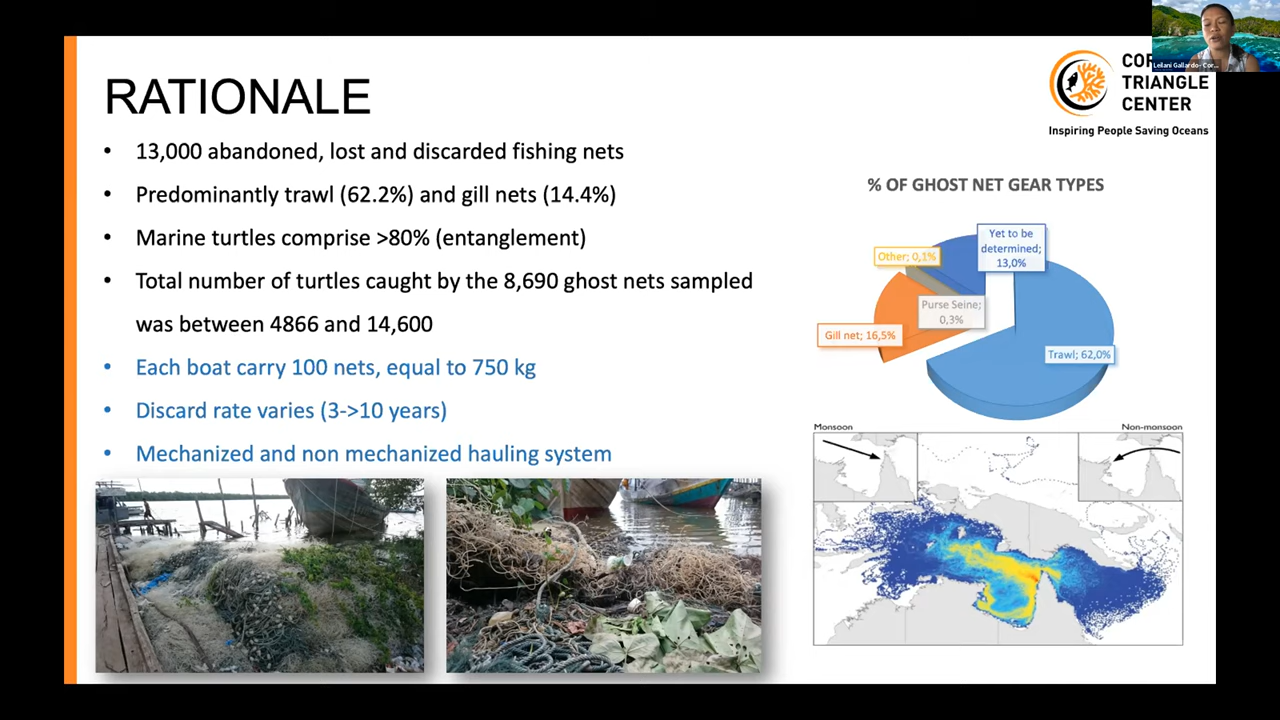 RATIONALE
• 13,000 abandoned, lost and discarded fishing nets
• Predominantly trawl (62.2%) and gill nets (14.4%)
• Marine turtles comprise >80% (entanglement)
• Total number of turtles caught by the 8,690 ghost nets sampled
was between 4866 and 14,600
• Each boat carry 100 nets, equal to 750 kg
• Discard rate varies (3->10 years)
• Mechanized and non mechanized hauling system
Leilani Gallardo- Cor...
TRIANGLE
CENTER
Inspiring People Saving Oceans
% OF GHOST NET GEAR TYPES
Yet to be
determined;
13,0%
Other; 0,1%
Purse Seine;
0,3%
Gill net; 16,5%
Trawl; 62,0%
Monsoon
Non-monsoon